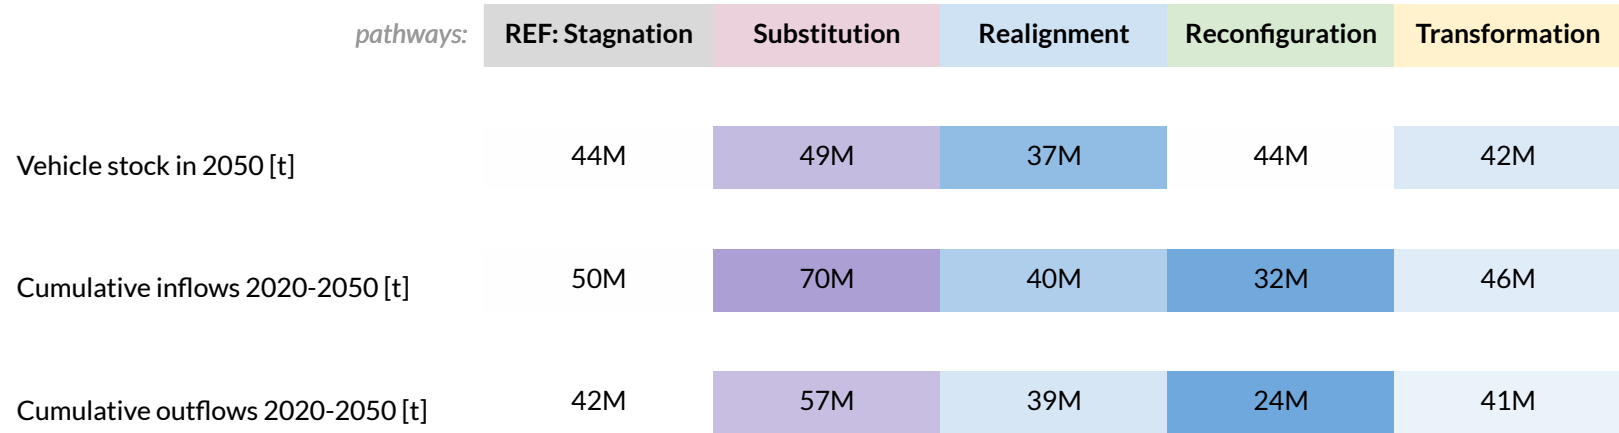 pathways: REF: Stagnation Substitution Realignment Reconfiguration Transformation
Vehicle stock in 2050 [t] 44M 49M 37M 44M 42M
Cumulative inflows 2020-2050 [t] 50M 70M 40M 32M 46M
Cumulative outflows 2020-2050 [t] 42M 57M 39M 24M 41M